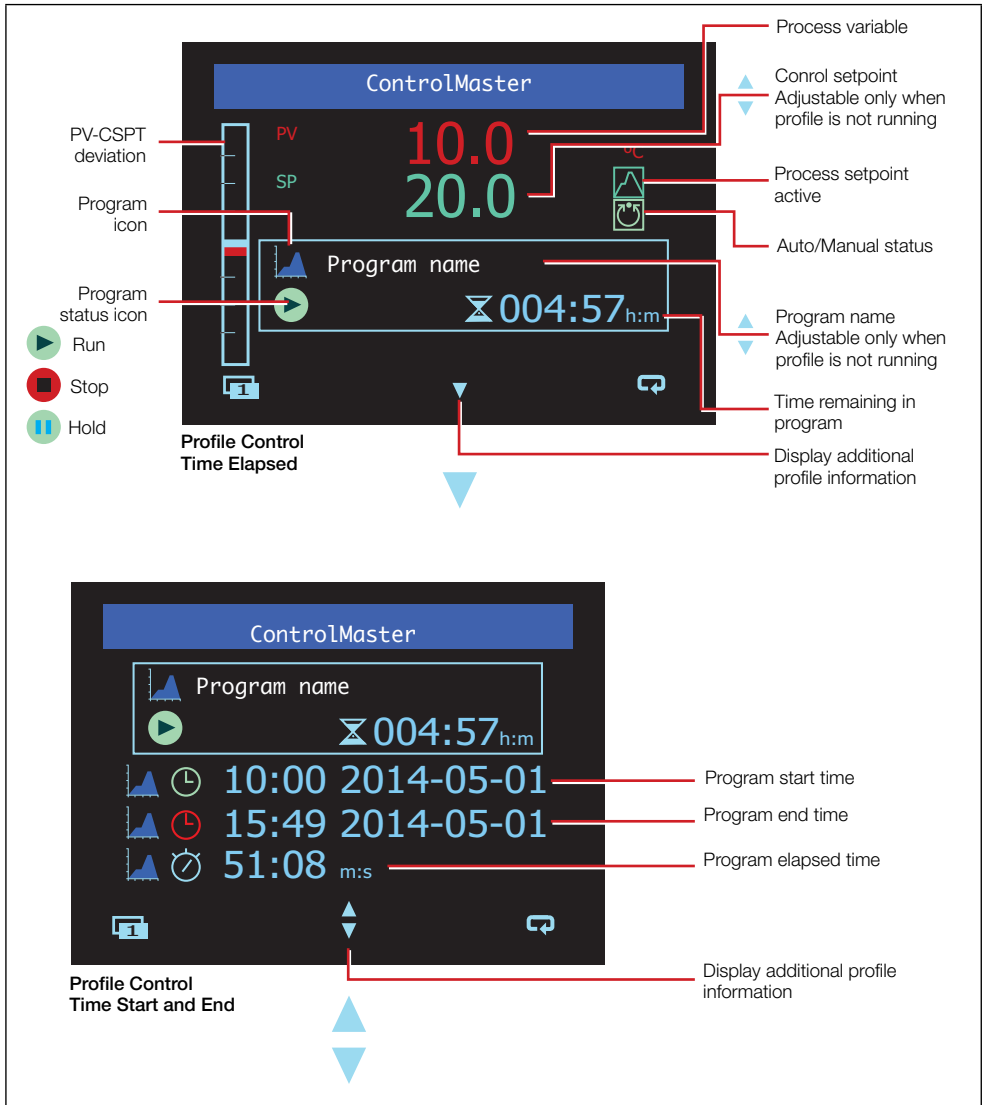 Process variable
ControlMaster
Conrol setpoint
Adjustable only when
profile is not running
PV-CSPT
deviation
PV
10.0
°C
SP
20.0
Process setpoint
active
Program
icon
Auto/Manual status
Program name
Program
status icon
004:57 h:m
Program name
Adjustable only when
profile is not running
Run
Stop
Hold
1
Time remaining in
program
Profile Control
Time Elapsed
Display additional
profile information
ControlMaster
Program name
004:57 h:m
10:00 2014-05-01
Program start time
15:49 2014-05-01
Program end time
51:08 m:s
Program elapsed time
1
Display additional profile
information
Profile Control
Time Start and End